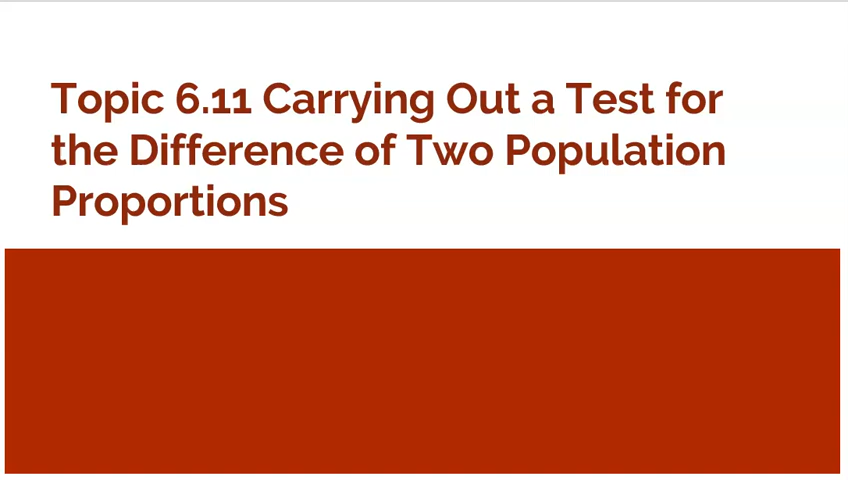 Topic 6.11 Carrying Out a Test for
the Difference of Two Population
Proportions